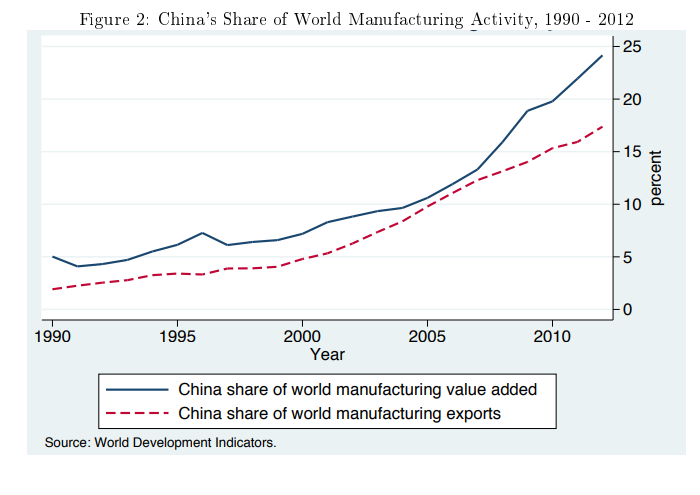 Figure 2: China's Share of World Manufacturing Activity, 1990 - 2012
25
20
15
10
5
0
percent
1990 1995 2000 2005 2010
Year
China share of world manufacturing value added
China share of world manufacturing exports
Source: World Development Indicators.